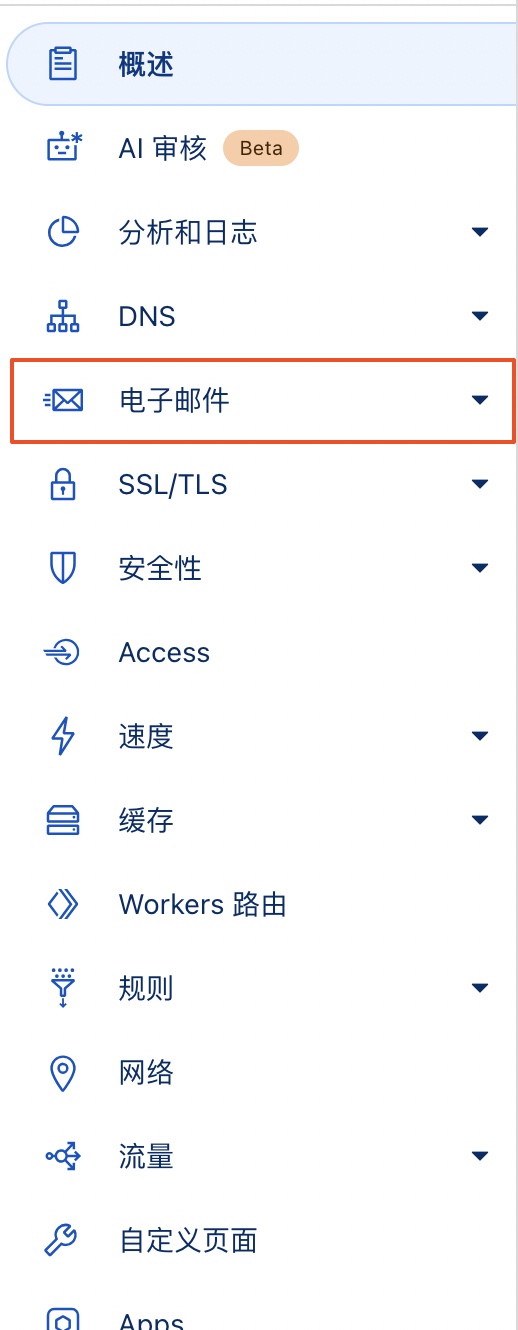 概述
AI 审核 Beta
分析和日志
DNS
电子邮件
SSL/TLS
安全性
Access
速度
缓存
Workers 路由
规则
网络
流量
自定义页面
Apps